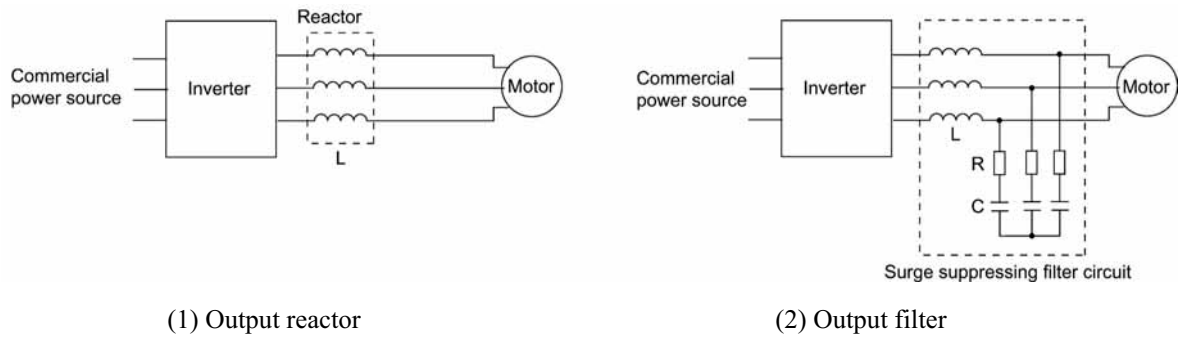 Reactor
Commercial
power source
Inverter
Motor
L
(1) Output reactor
Commercial
power source
Inverter
Motor
L
R
C
Surge suppressing filter circuit
(2) Output filter